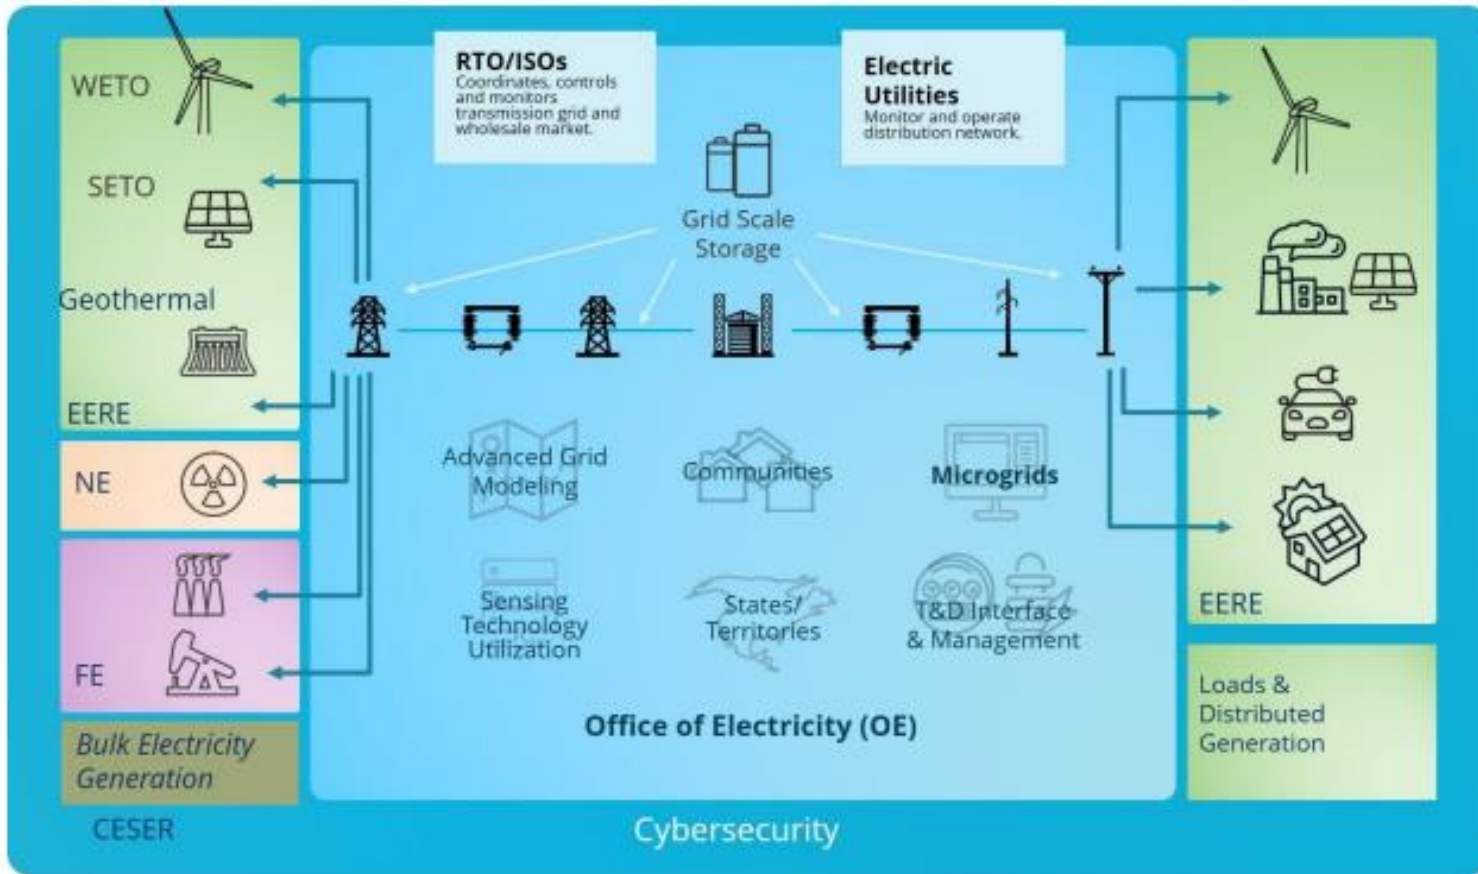 WETO
SETO
Geothermal
EERE
NE
FE
Bulk Electricity
Generation
CESER
RTO/ISOs
Coordinates, controls
and monitors
transmission grid and
wholesale market.
Electric
Utilities
Monitor and operate
distribution network.
Grid Scale
Storage
Advanced Grid
Modeling
Communities
Microgrids
Sensing
Technology
Utilization
States/
Territories
T&D Interface
& Management
Office of Electricity (OE)
Cybersecurity
EERE
Loads &
Distributed
Generation